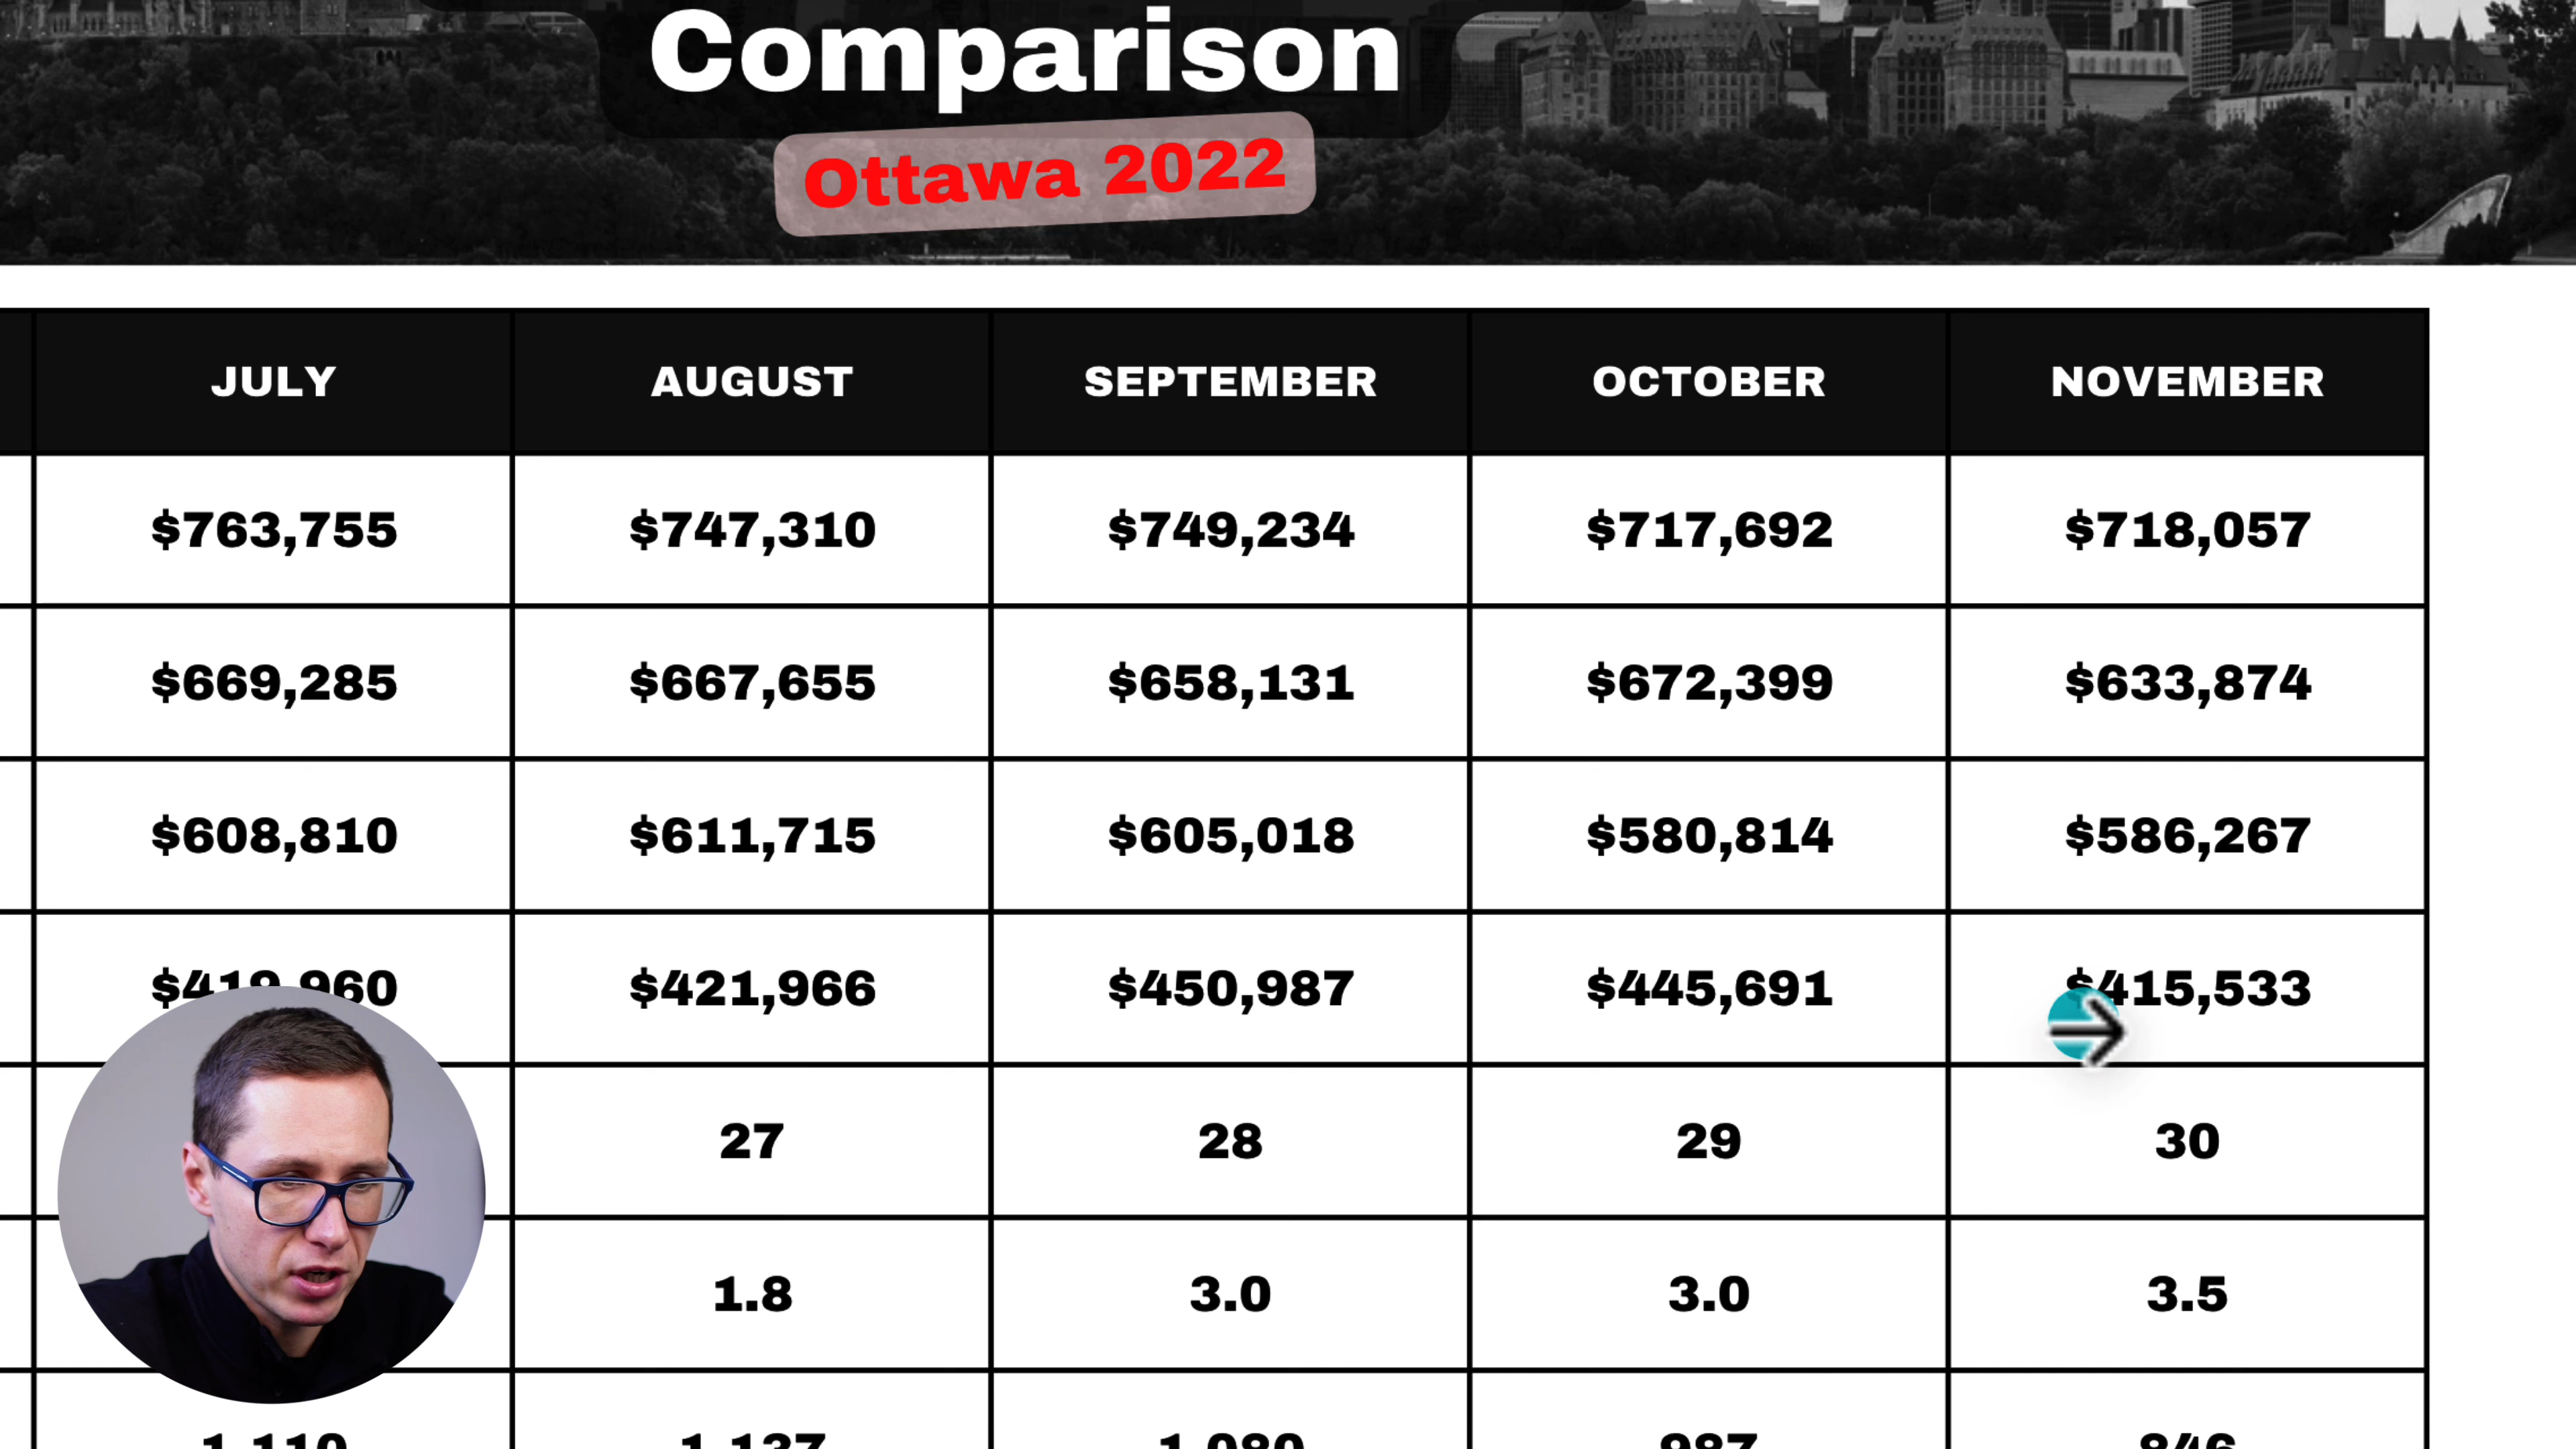 Comparison
Ottawa 2022
JULY AUGUST SEPTEMBER OCTOBER NOVEMBER
$763,755 $747,310 $749,234 $717,692 $718,057
$669,285 $667,655 $658,131 $672,399 $633,874
$608,810 $611,715 $605,018 $580,814 $586,267
$421,966 $450,987 $445,691 $415,533
27 28 29 30
1.8 3.0 3.0 3.5